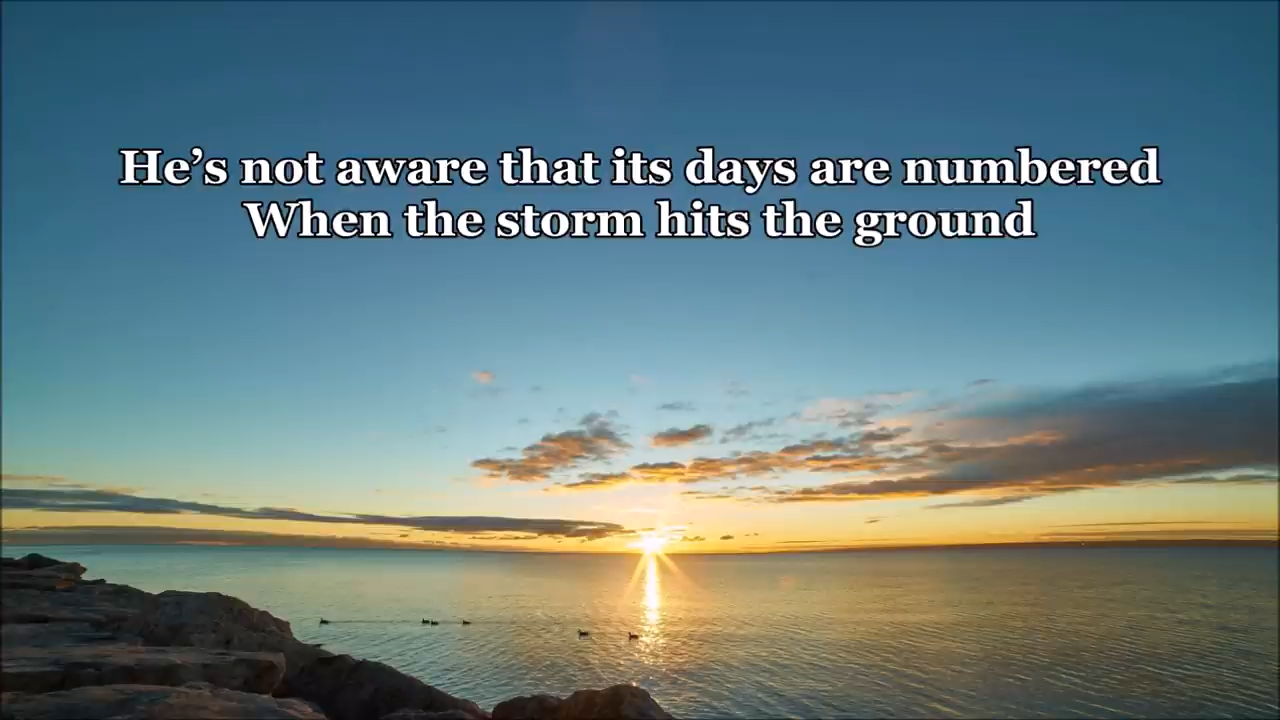 He’s not aware that its days are numbered
When the storm hits the ground